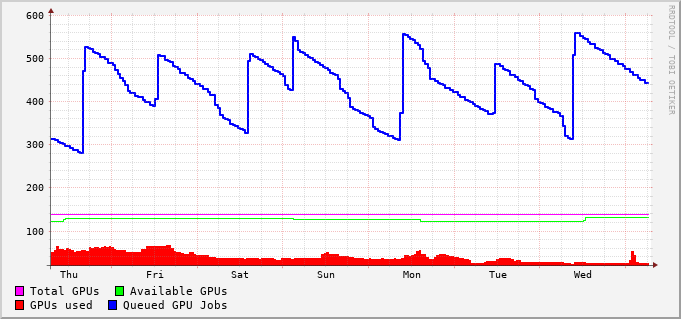 600
500
400
300
200
100
Thu Fri Sat Sun Mon Tue Wed
Total GPUs Available GPUs
GPUs used Queued GPU Jobs
RRDTOOL / TOBI OETIKER